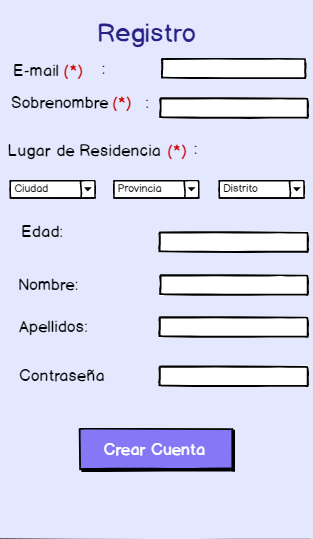 Registro
E-mail (*) :
Sobrenombre (*) :
Lugar de Residencia (*) :
Ciudad Provincia Distrito
Edad:
Nombre:
Apellidos:
Contraseña
Crear Cuenta